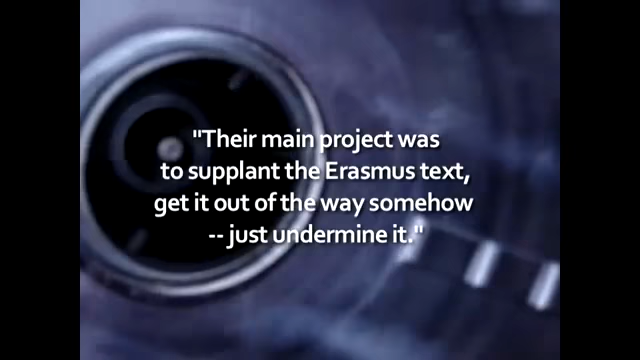 "Their main project was
to supplant the Erasmus text,
get it out of the way somehow
-- just undermine it."